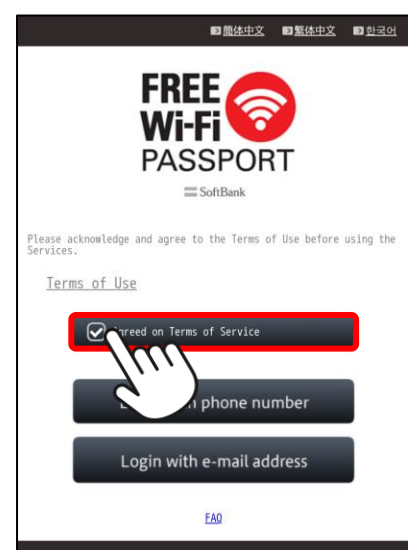 簡体中文 繁体中文 한국어
FREE
Wi-Fi
PASSPORT
SoftBank
Please acknowledge and agree to the Terms of Use before using the
Services.
Terms of Use
greed on Terms of Service
phone number
Login with e-mail address
FAQ